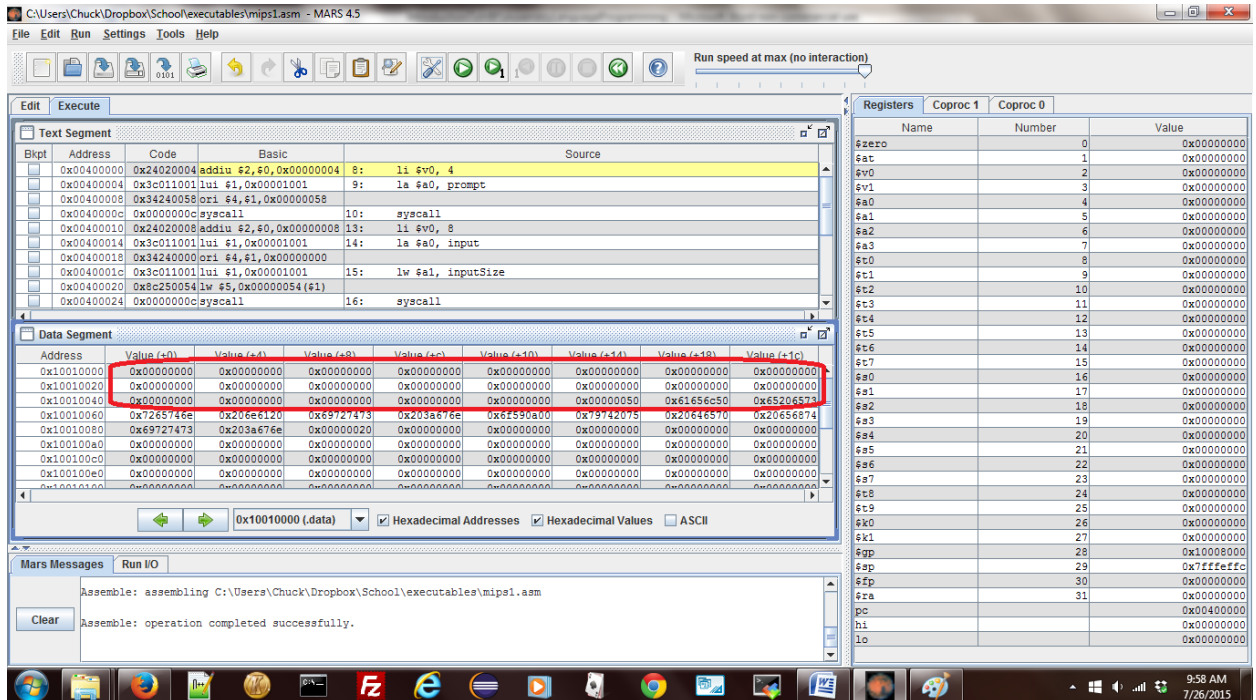 C:\Users\Chuck\Dropbox\School\executables\mips1.asm - MARS 4.5
File Edit Run Settings Tools Help
Run speed at max (no interaction)
Edit Execute
Text Segment
Bkpt Address Code Basic Source
0x00400000 0x24020004 addiu $2,$0,0x00000004 8: li $v0, 4
0x00400004 0x3c011001 lui $1,0x00001001 9: la $a0, prompt
0x00400008 0x34240058 ori $4,$1,0x00000058
0x0040000c 0x0000000c syscall 10: syscall
0x00400010 0x24020008 addiu $2,$0,0x00000008 13: li $v0, 8
0x00400014 0x3c011001 lui $1,0x00001001 14: la $a0, input
0x00400018 0x34240000 ori $4,$1,0x00000000
0x0040001c 0x3c011001 lui $1,0x00001001 15: lw $a1, inputSize
0x00400020 0x8c250054 lw $5,0x00000054($1)
0x00400024 0x0000000c syscall 16: syscall
Data Segment
Address Value (+0) Value (+4) Value (+8) Value (+c) Value (+10) Value (+14) Value (+18) Value (+1c)
0x10010000 0x00000000 0x00000000 0x00000000 0x00000000 0x00000000 0x00000000 0x00000000 0x00000000
0x10010020 0x00000000 0x00000000 0x00000000 0x00000000 0x00000000 0x00000000 0x00000000 0x00000000
0x10010040 0x00000000 0x00000000 0x00000000 0x00000000 0x00000000 0x00000050 0x61656c50 0x65206573
0x10010060 0x7265746e 0x206e6120 0x69727473 0x203a676e 0x6f590a00 0x79742075 0x20646570 0x20656874
0x10010080 0x69727473 0x203a676e 0x00000020 0x00000000 0x00000000 0x00000000 0x00000000 0x00000000
0x100100a0 0x00000000 0x00000000 0x00000000 0x00000000 0x00000000 0x00000000 0x00000000 0x00000000
0x100100c0 0x00000000 0x00000000 0x00000000 0x00000000 0x00000000 0x00000000 0x00000000 0x00000000
0x100100e0 0x00000000 0x00000000 0x00000000 0x00000000 0x00000000 0x00000000 0x00000000 0x00000000
0x10010100 0x00000000 0x00000000 0x00000000 0x00000000 0x00000000 0x00000000 0x00000000 0x00000000
0x10010000 (.data) Hexadecimal Addresses Hexadecimal Values ASCII
Mars Messages Run I/O
Assemble: assembling C:\Users\Chuck\Dropbox\School\executables\mips1.asm
Clear
Assemble: operation completed successfully.
Registers Coproc 1 Coproc 0
Name Number Value
$zero 0 0x00000000
$at 1 0x00000000
$v0 2 0x00000000
$v1 3 0x00000000
$a0 4 0x00000000
$a1 5 0x00000000
$a2 6 0x00000000
$a3 7 0x00000000
$t0 8 0x00000000
$t1 9 0x00000000
$t2 10 0x00000000
$t3 11 0x00000000
$t4 12 0x00000000
$t5 13 0x00000000
$t6 14 0x00000000
$t7 15 0x00000000
$s0 16 0x00000000
$s1 17 0x00000000
$s2 18 0x00000000
$s3 19 0x00000000
$s4 20 0x00000000
$s5 21 0x00000000
$s6 22 0x00000000
$s7 23 0x00000000
$t8 24 0x00000000
$t9 25 0x00000000
$k0 26 0x00000000
$k1 27 0x00000000
$gp 28 0x10008000
$sp 29 0x7fffeffc
$fp 30 0x00000000
$ra 31 0x00000000
pc 0x00400000
hi 0x00000000
lo 0x00000000
9:58 AM
7/26/2015